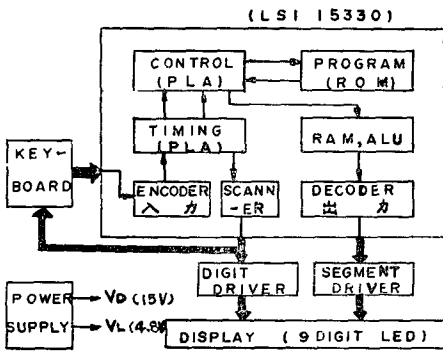 (LSI 15330)
CONTROL
(PLA)
PROGRAM
(ROM)
TIMING
(PLA)
RAM, ALU
KEY-
BOARD
ENCODER
入 力
SCANN
-ER
DECODER
出 力
DIGIT
DRIVER
SEGMENT
DRIVER
POWER
SUPPLY
VD (15V)
VL (4.8V)
DISPLAY (9 DIGIT LED)